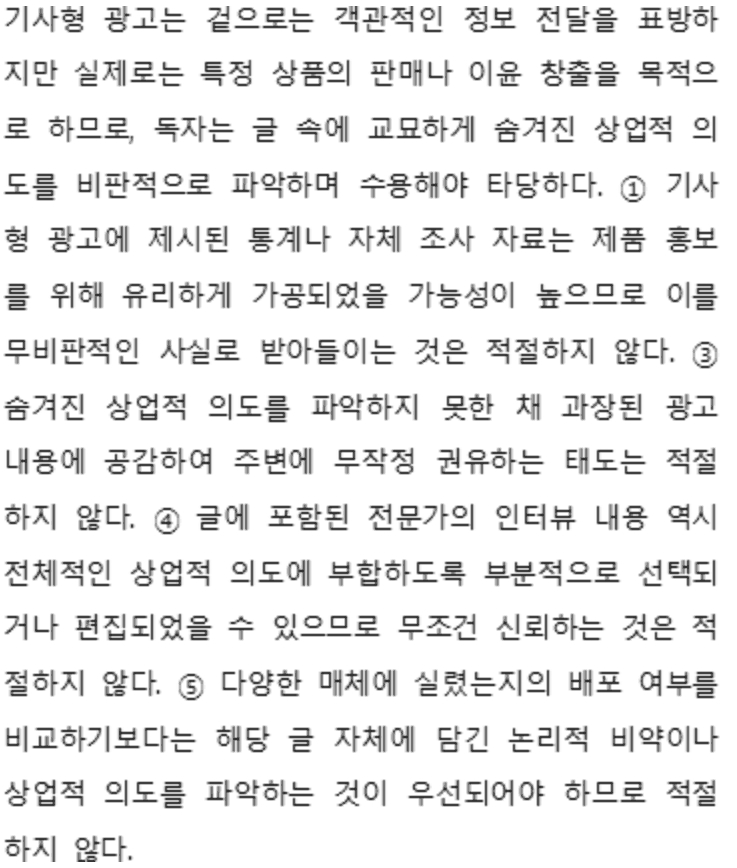 기사형 광고는 겉으로는 객관적인 정보 전달을 표방하
지만 실제로는 특정 상품의 판매나 이윤 창출을 목적으
로 하므로, 독자는 글 속에 교묘하게 숨겨진 상업적 의
도를 비판적으로 파악하며 수용해야 타당하다. ① 기사
형 광고에 제시된 통계나 자체 조사 자료는 제품 홍보
를 위해 유리하게 가공되었을 가능성이 높으므로 이를
무비판적인 사실로 받아들이는 것은 적절하지 않다. ③
숨겨진 상업적 의도를 파악하지 못한 채 과장된 광고
내용에 공감하여 주변에 무작정 권유하는 태도는 적절
하지 않다. ④ 글에 포함된 전문가의 인터뷰 내용 역시
전체적인 상업적 의도에 부합하도록 부분적으로 선택되
거나 편집되었을 수 있으므로 무조건 신뢰하는 것은 적
절하지 않다. ⑤ 다양한 매체에 실렸는지의 배포 여부를
비교하기보다는 해당 글 자체에 담긴 논리적 비약이나
상업적 의도를 파악하는 것이 우선되어야 하므로 적절
하지 않다.